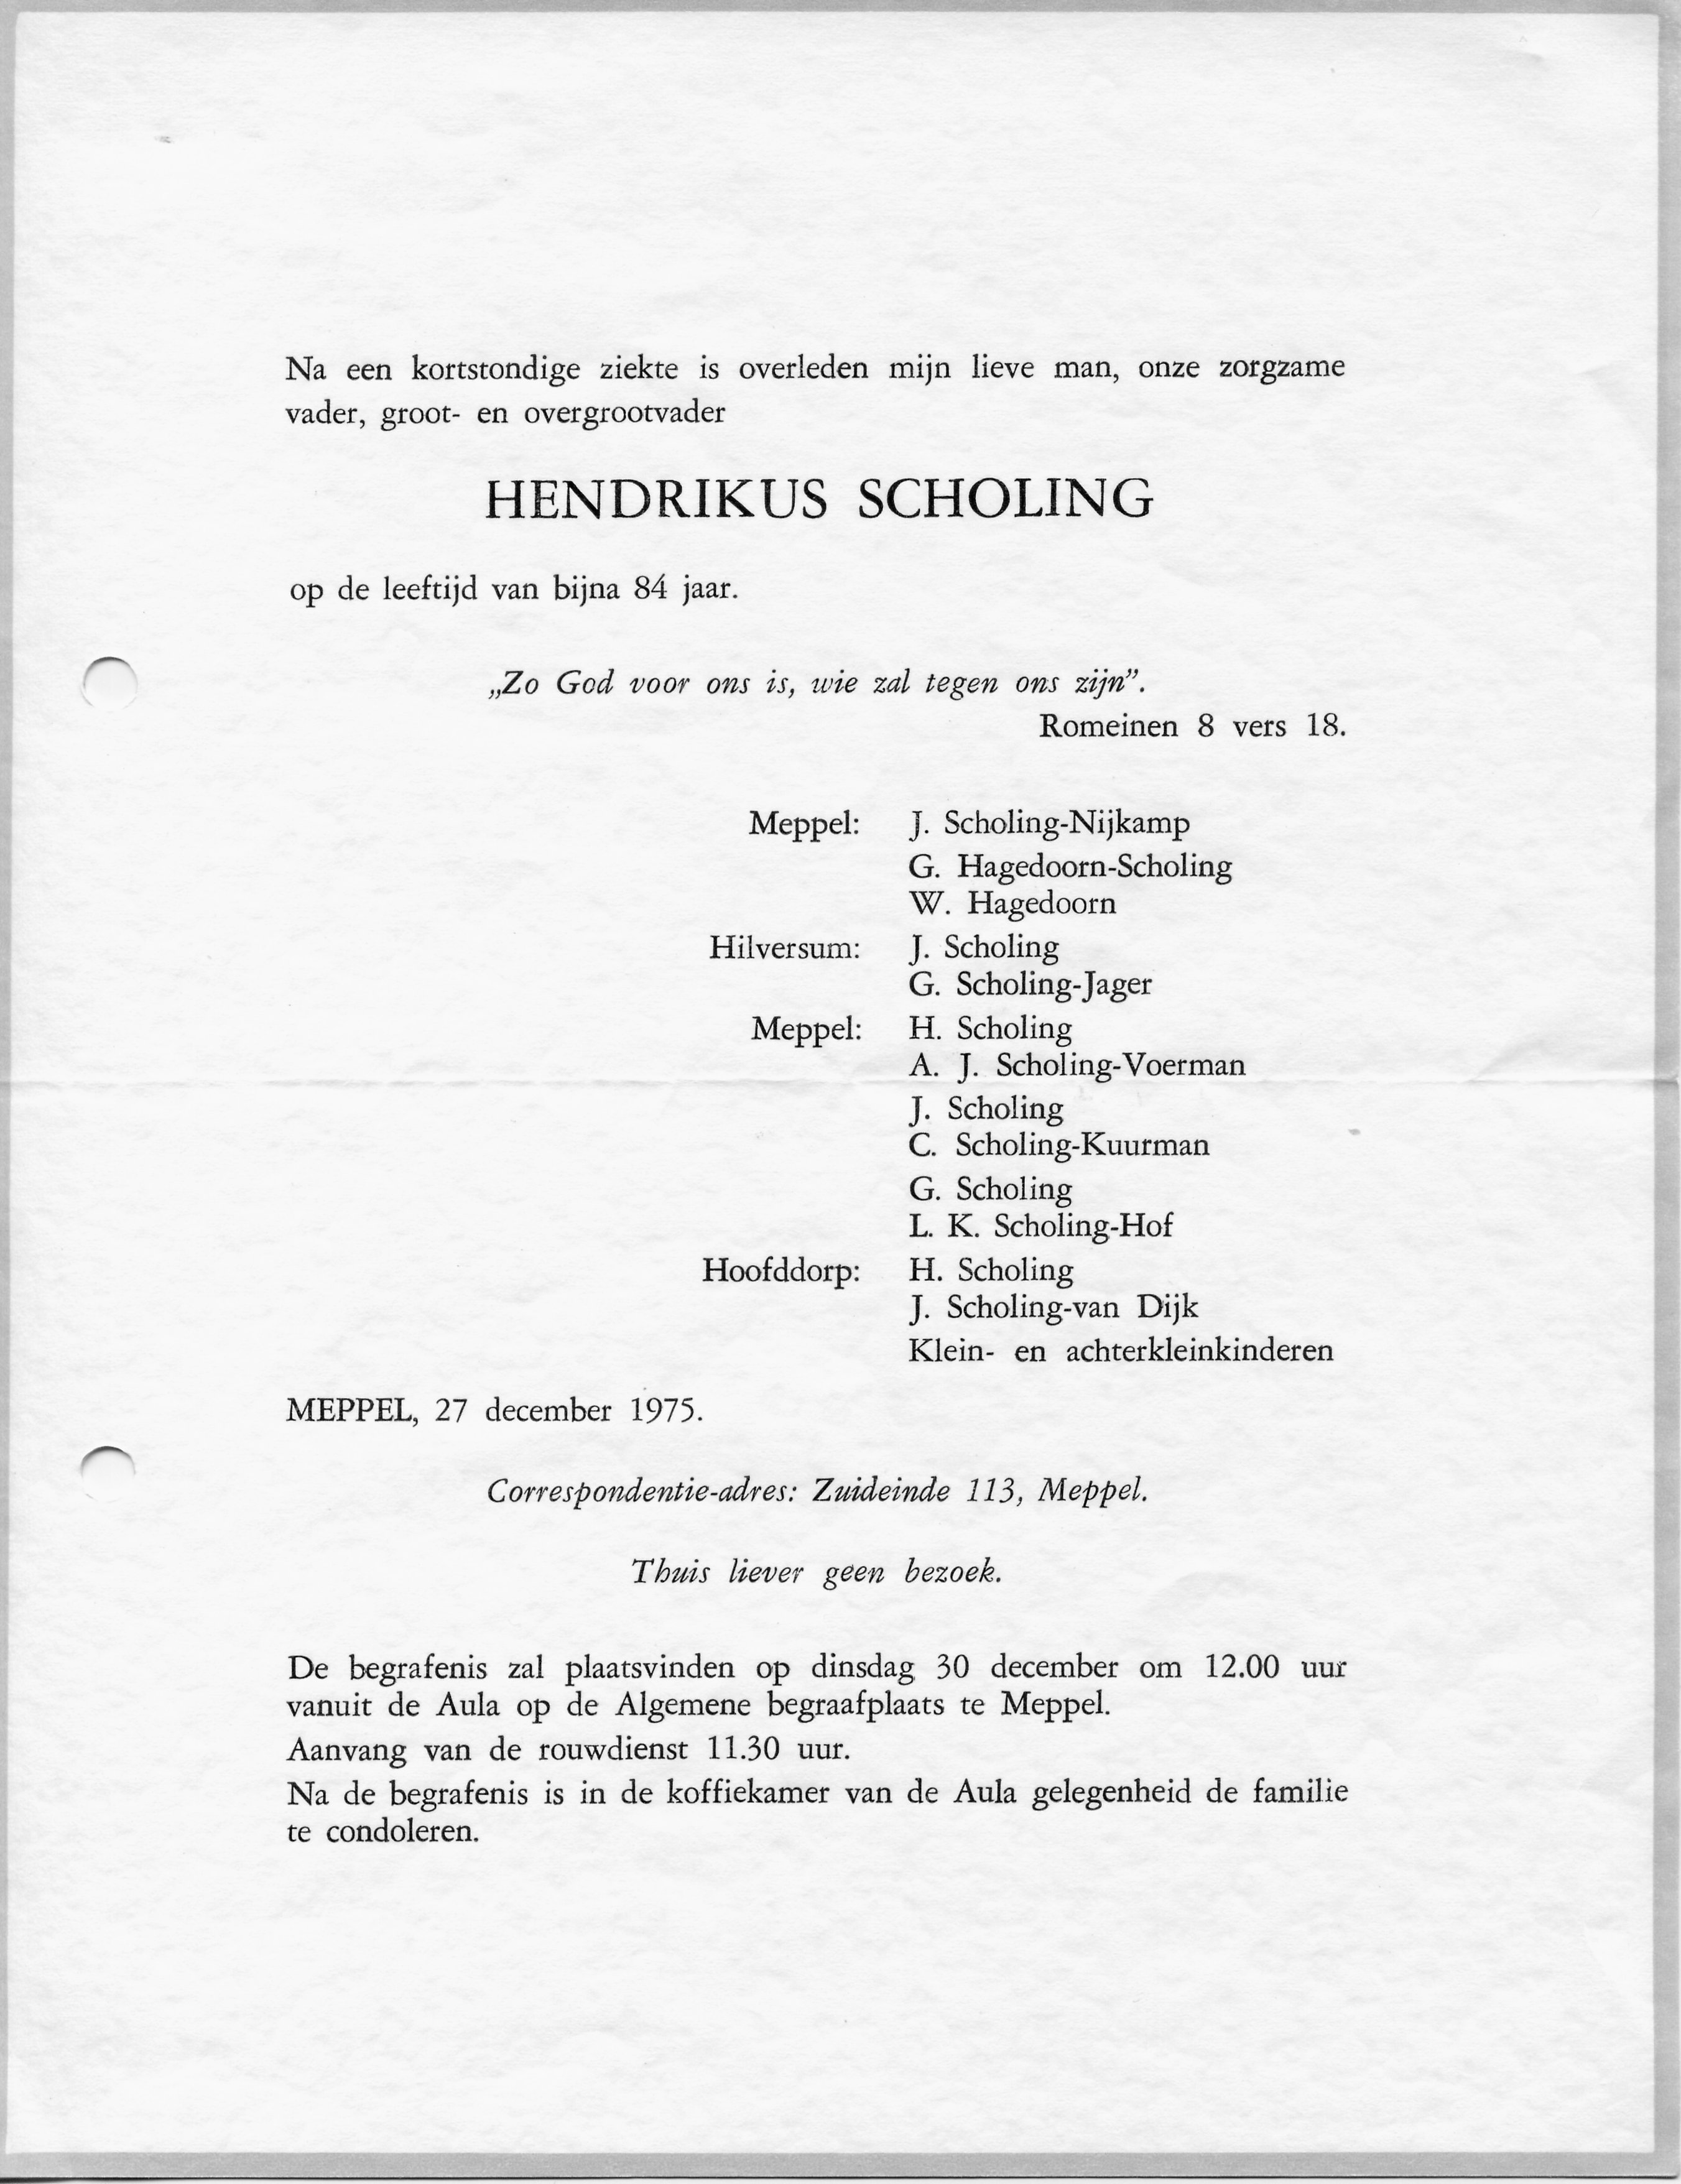 Na een kortstondige ziekte is overleden mijn lieve man, onze zorgzame
vader, groot- en overgrootvader
HENDRIKUS SCHOLING
op de leeftijd van bijna 84 jaar.
„Zo God voor ons is, wie zal tegen ons zijn”.
Romeinen 8 vers 18.
Meppel: J. Scholing-Nijkamp
G. Hagedoorn-Scholing
W. Hagedoorn
Hilversum: J. Scholing
G. Scholing-Jager
Meppel: H. Scholing
A. J. Scholing-Voerman
J. Scholing
C. Scholing-Kuurman
G. Scholing
L. K. Scholing-Hof
Hoofddorp: H. Scholing
J. Scholing-van Dijk
Klein- en achterkleinkinderen
MEPPEL, 27 december 1975.
Correspondentie-adres: Zuideinde 113, Meppel.
Thuis liever geen bezoek.
De begrafenis zal plaatsvinden op dinsdag 30 december om 12.00 uur
vanuit de Aula op de Algemene begraafplaats te Meppel.
Aanvang van de rouwdienst 11.30 uur.
Na de begrafenis is in de koffiekamer van de Aula gelegenheid de familie
te condoleren.